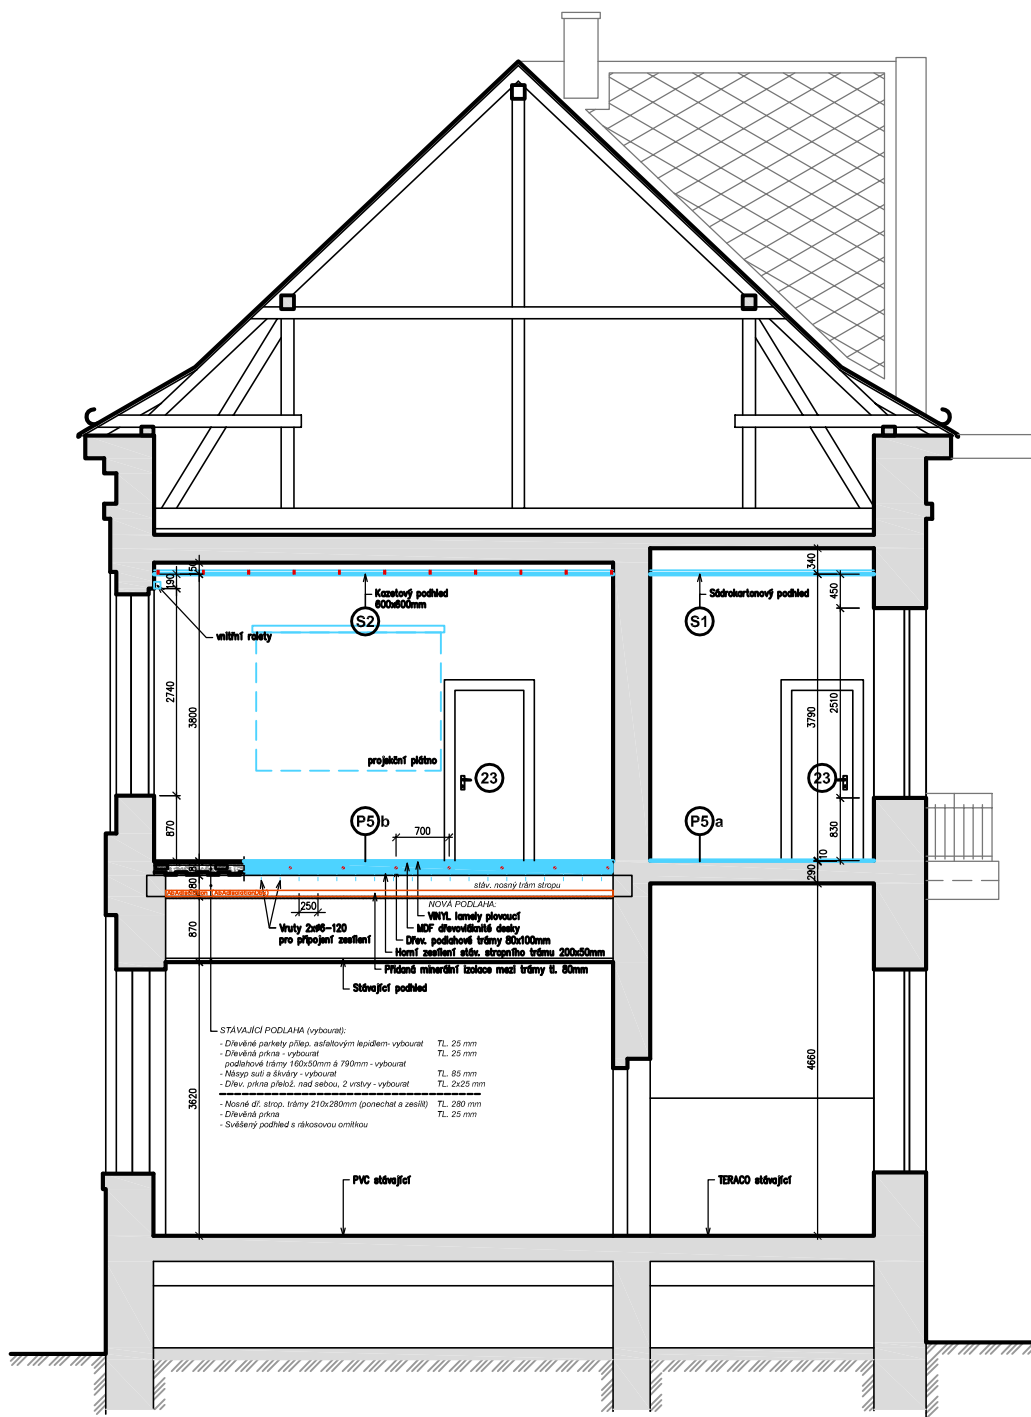 340
150
190
450
Kazetový podhled
600x600mm
Sádrokartonový podhled
S2
S1
vnitřní rolety
2740
3800
3790
2510
projekční plátno
23
23
P5 b
P5 a
700
870
830
10
290
80
stáv. nosný trám stropu
250
870
NOVÁ PODLAHA:
VINYL lamely plovoucí
MDF dřevovláknité desky
Dřev. podlahové trámy 80x100mm
Horní zesílení stáv. stropního trámu 200x50mm
Přidaná minerální izolace mezi trámy tl. 80mm
Vruty 2xø6-120
pro připojení zesílení
Stávající podhled
STÁVAJÍCÍ PODLAHA (vybourat):
- Dřevěné parkety přilep. asfaltovým lepidlem- vybourat TL. 25 mm
- Dřevěná prkna - vybourat TL. 25 mm
podlahové trámy 160x50mm á 790mm - vybourat
- Násyp suti a škváry - vybourat TL. 85 mm
- Dřev. prkna přelož. nad sebou, 2 vrstvy - vybourat TL. 2x25 mm
- Nosné dř. strop. trámy 210x280mm (ponechat a zesílit) TL. 280 mm
- Dřevěná prkna TL. 25 mm
- Svěšený podhled s rákosovou omítkou
3620
4660
PVC stávající
TERACO stávající